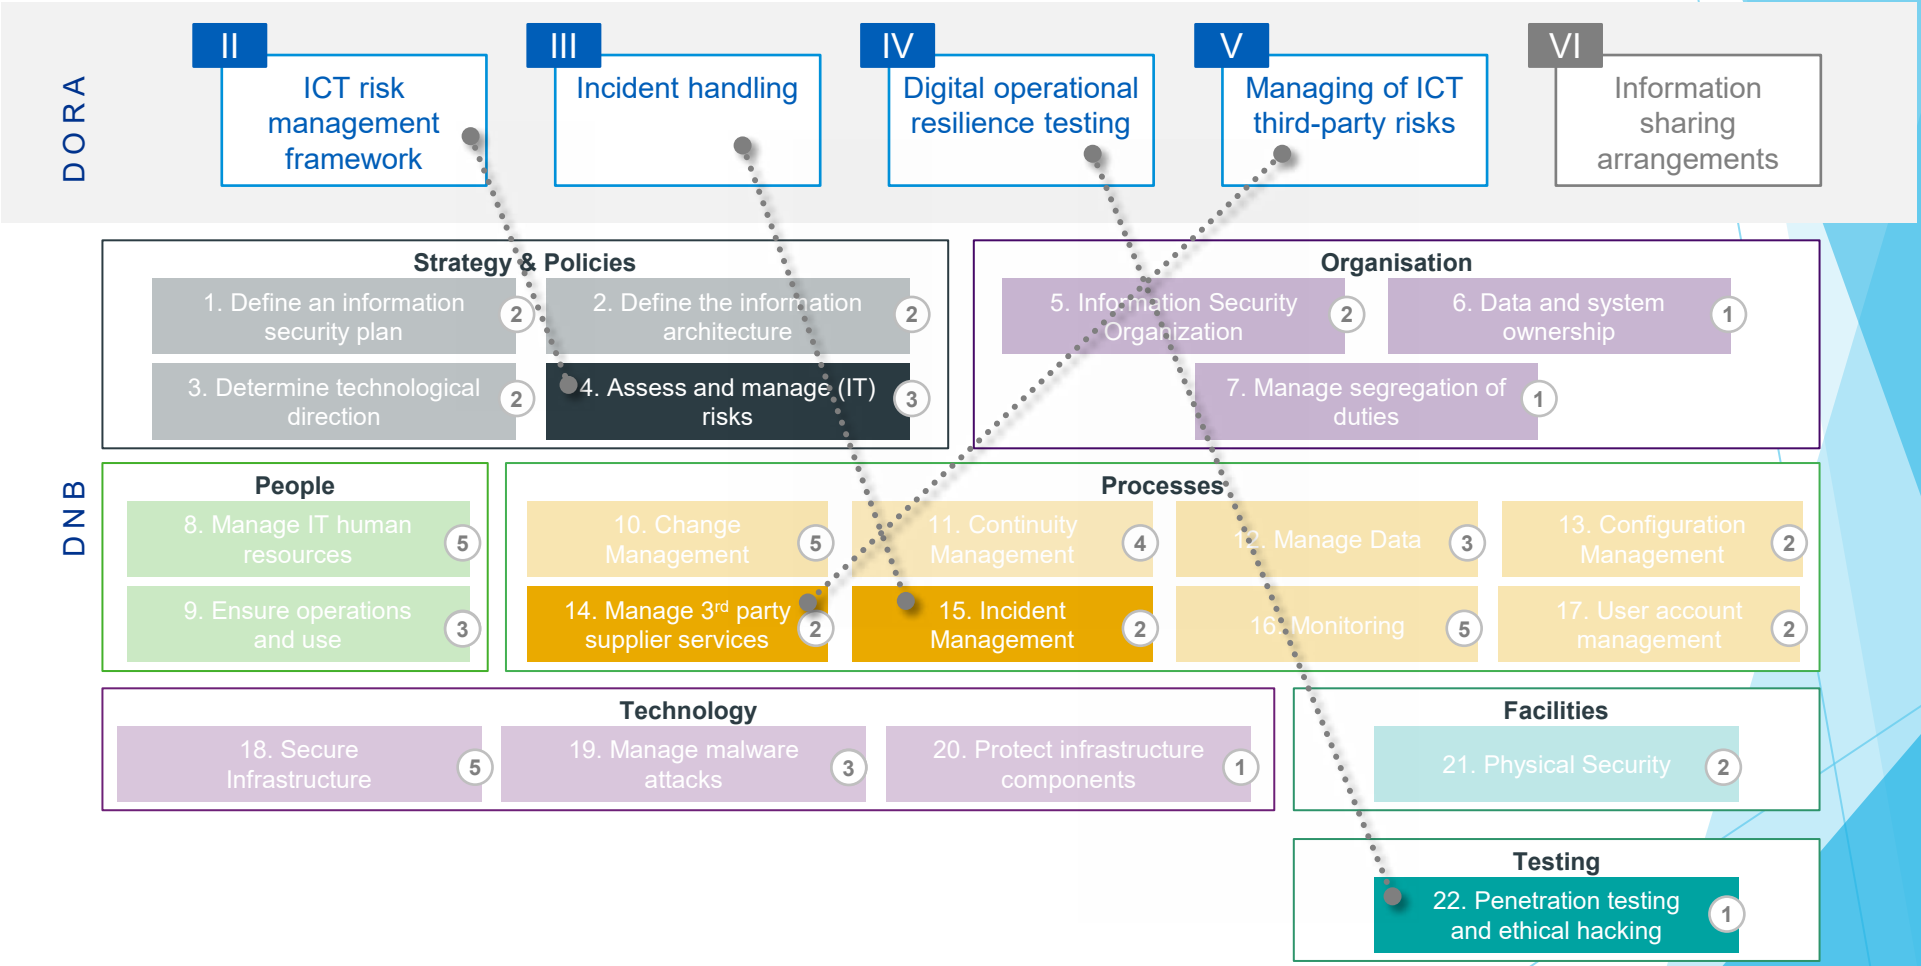 DORA
II
ICT risk
management
framework
III
Incident handling
IV
Digital operational
resilience testing
V
Managing of ICT
third-party risks
VI
Information
sharing
arrangements
DNB
Strategy & Policies
1. Define an information
security plan
2
2. Define the information
architecture
2
3. Determine technological
direction
2
4. Assess and manage (IT)
risks
3
Organisation
5. Information Security
Organization
2
6. Data and system
ownership
1
7. Manage segregation of
duties
1
People
8. Manage IT human
resources
5
9. Ensure operations
and use
3
Processes
10. Change
Management
5
11. Continuity
Management
4
12. Manage Data
3
13. Configuration
Management
2
14. Manage 3rd party
supplier services
2
15. Incident
Management
2
16. Monitoring
5
17. User account
management
2
Technology
18. Secure
Infrastructure
5
19. Manage malware
attacks
3
20. Protect infrastructure
components
1
Facilities
21. Physical Security
2
Testing
22. Penetration testing
and ethical hacking
1